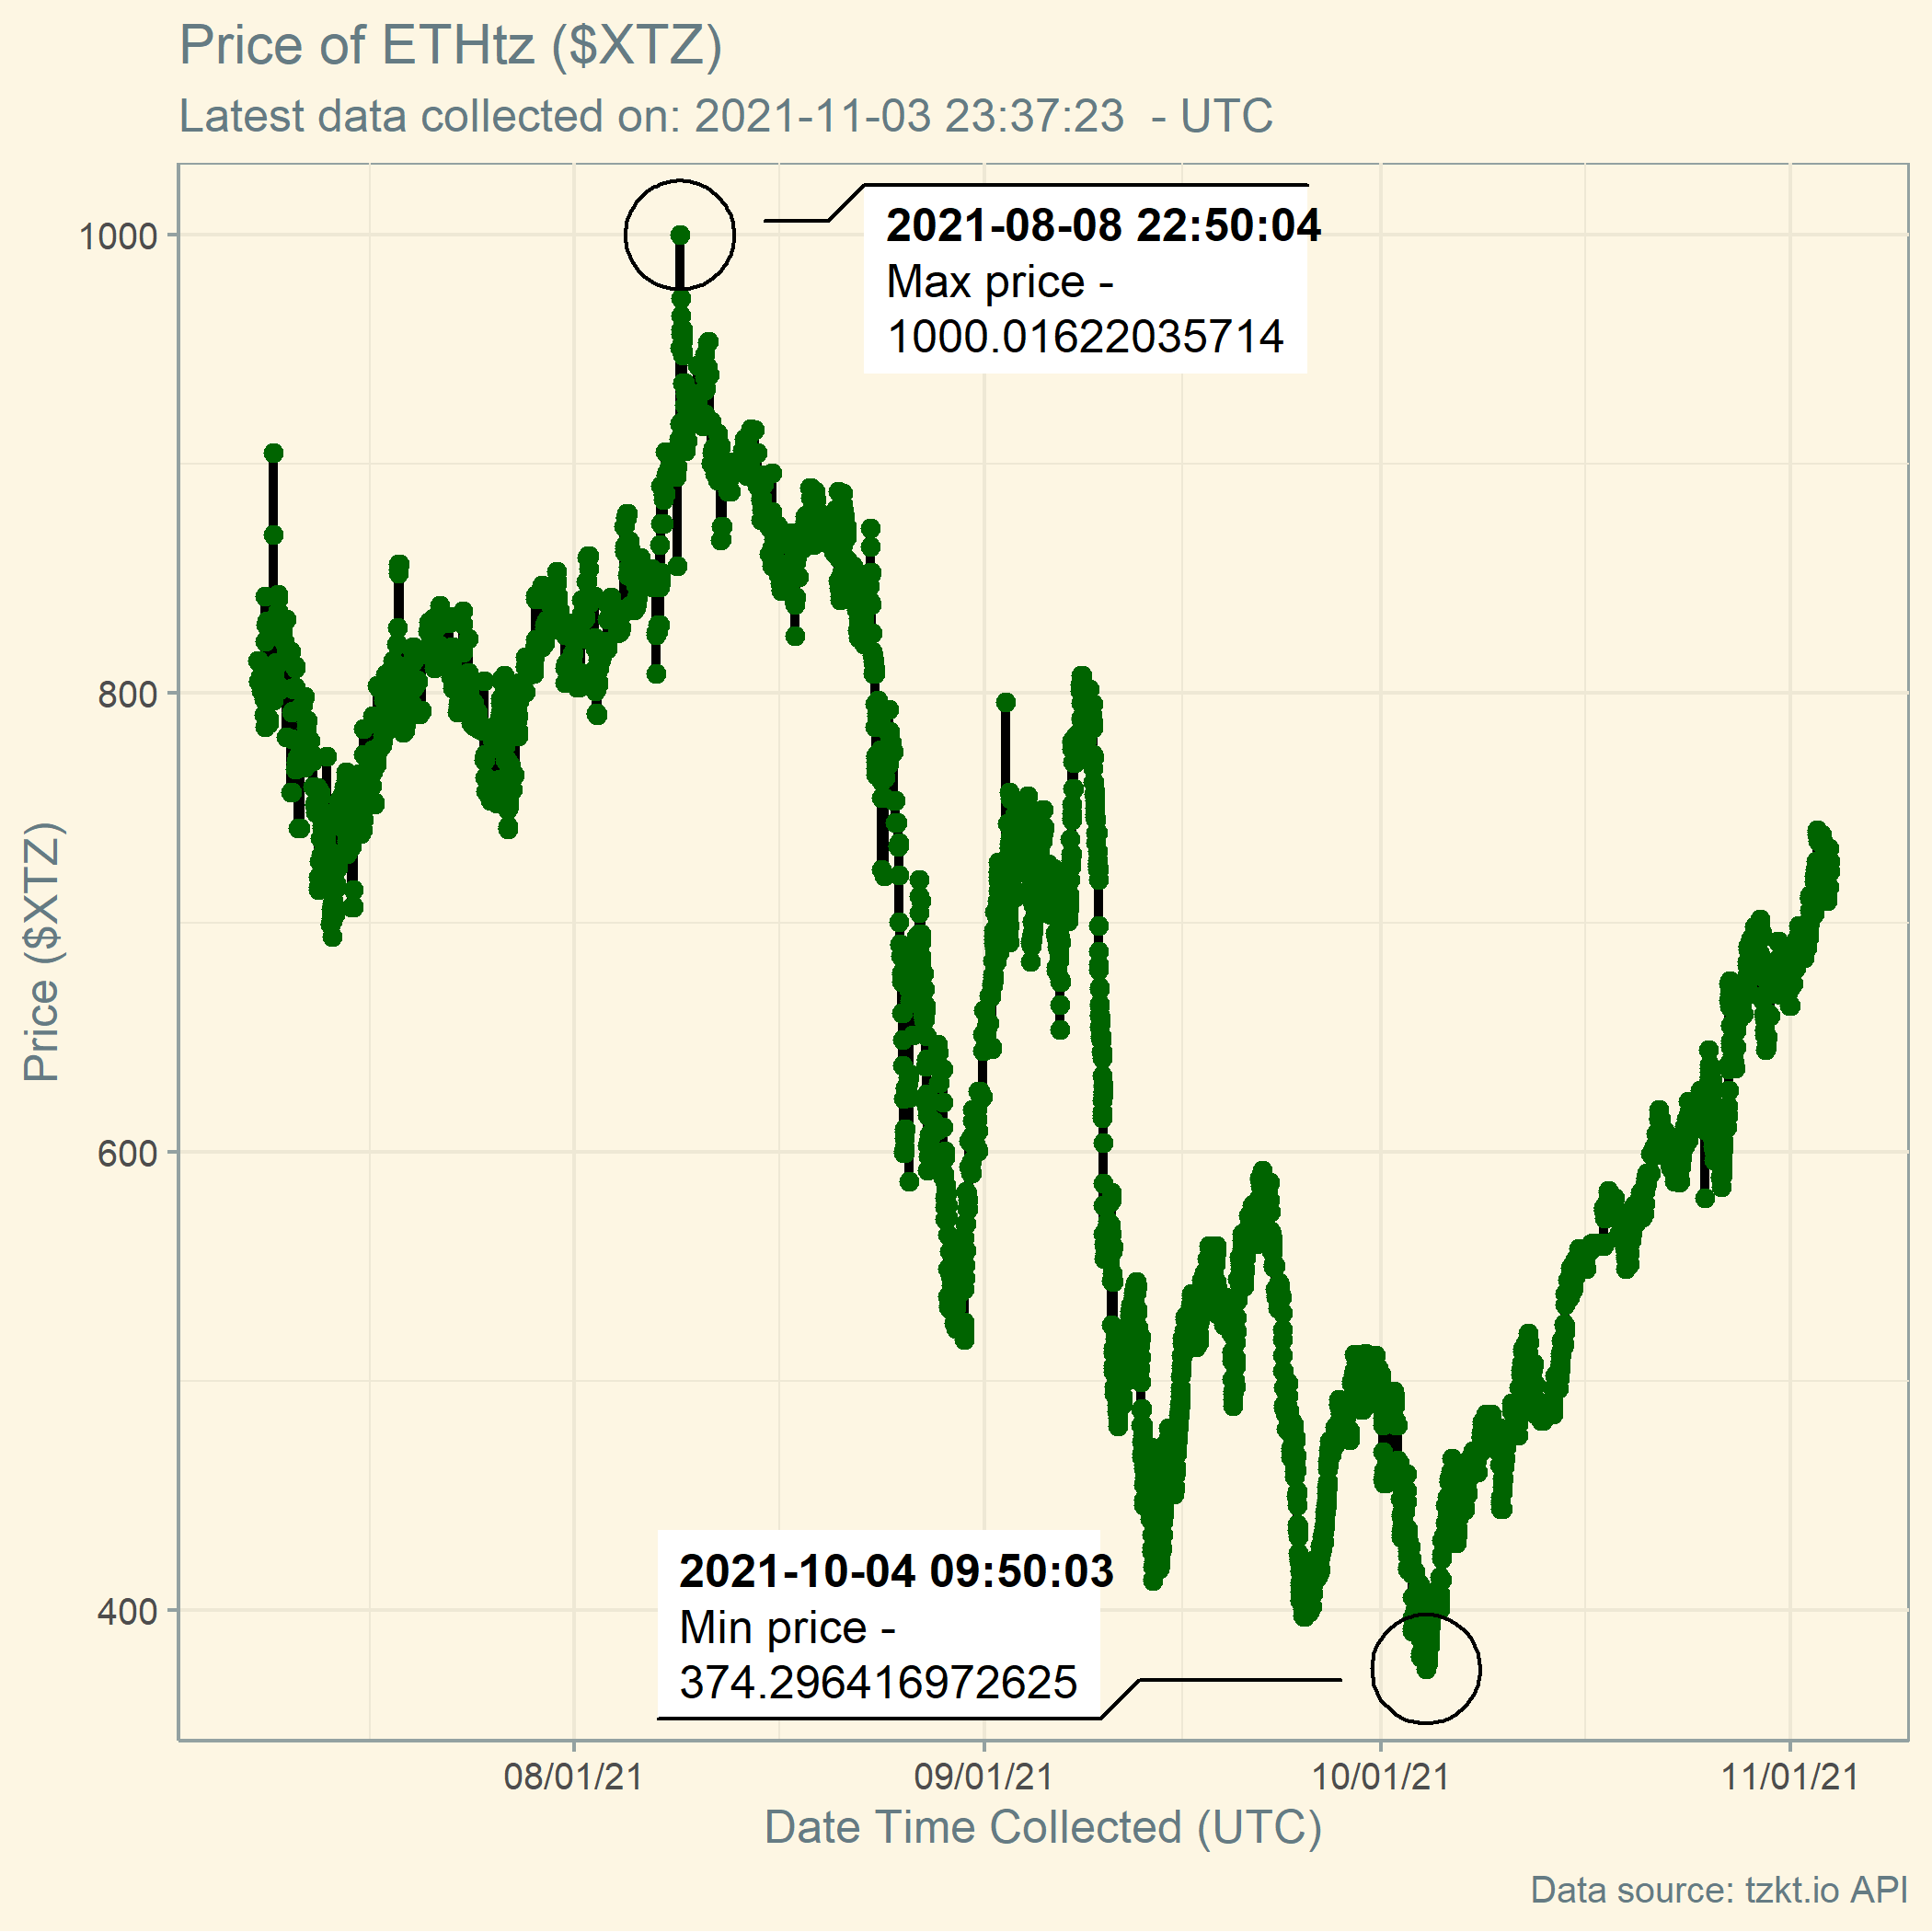 Price of ETHtz ($XTZ)
Latest data collected on: 2021-11-03 23:37:23  - UTC
2021-08-08 22:50:04
Max price -
1000.01622035714
1000
800
600
400
Price ($XTZ)
2021-10-04 09:50:03
Min price -
374.296416972625
08/01/21
09/01/21
10/01/21
11/01/21
Date Time Collected (UTC)
Data source: tzkt.io API